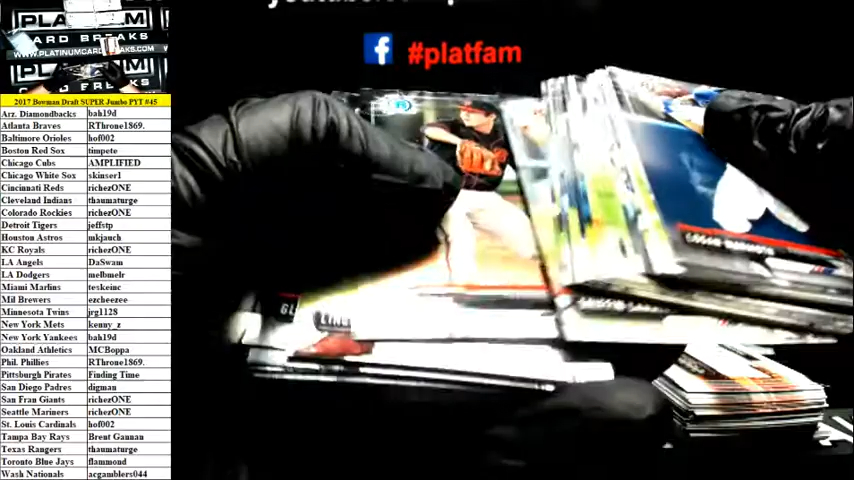 PLATINUM
CARD BREAKS
WWW.PLATINUMCARDBREAKS.COM
#platfam
2017 Bowman Draft SUPER Jumbo PYT #45
Arz. Diamondbacks bah19d
Atlanta Braves RThrone1869.
Baltimore Orioles hof002
Boston Red Sox timpete
Chicago Cubs AMPLIFIED
Chicago White Sox skinser1
Cincinnati Reds richezONE
Cleveland Indians thaumaturge
Colorado Rockies richezONE
Detroit Tigers jeffstp
Houston Astros mkjauch
KC Royals richezONE
LA Angels DaSwam
LA Dodgers melbmelr
Miami Marlins teskeinc
Mil Brewers ezcheezee
Minnesota Twins jrg1128
New York Mets kenny_z
New York Yankees bah19d
Oakland Athletics MCBoppa
Phil. Phillies RThrone1869.
Pittsburgh Pirates Finding Time
San Diego Padres digman
San Fran Giants richezONE
Seattle Mariners richezONE
St. Louis Cardinals hof002
Tampa Bay Rays Brent Gannan
Texas Rangers thaumaturge
Toronto Blue Jays flammond
Wash Nationals acgamblers044